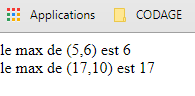 Applications CODAGE
le max de (5,6) est 6
le max de (17,10) est 17